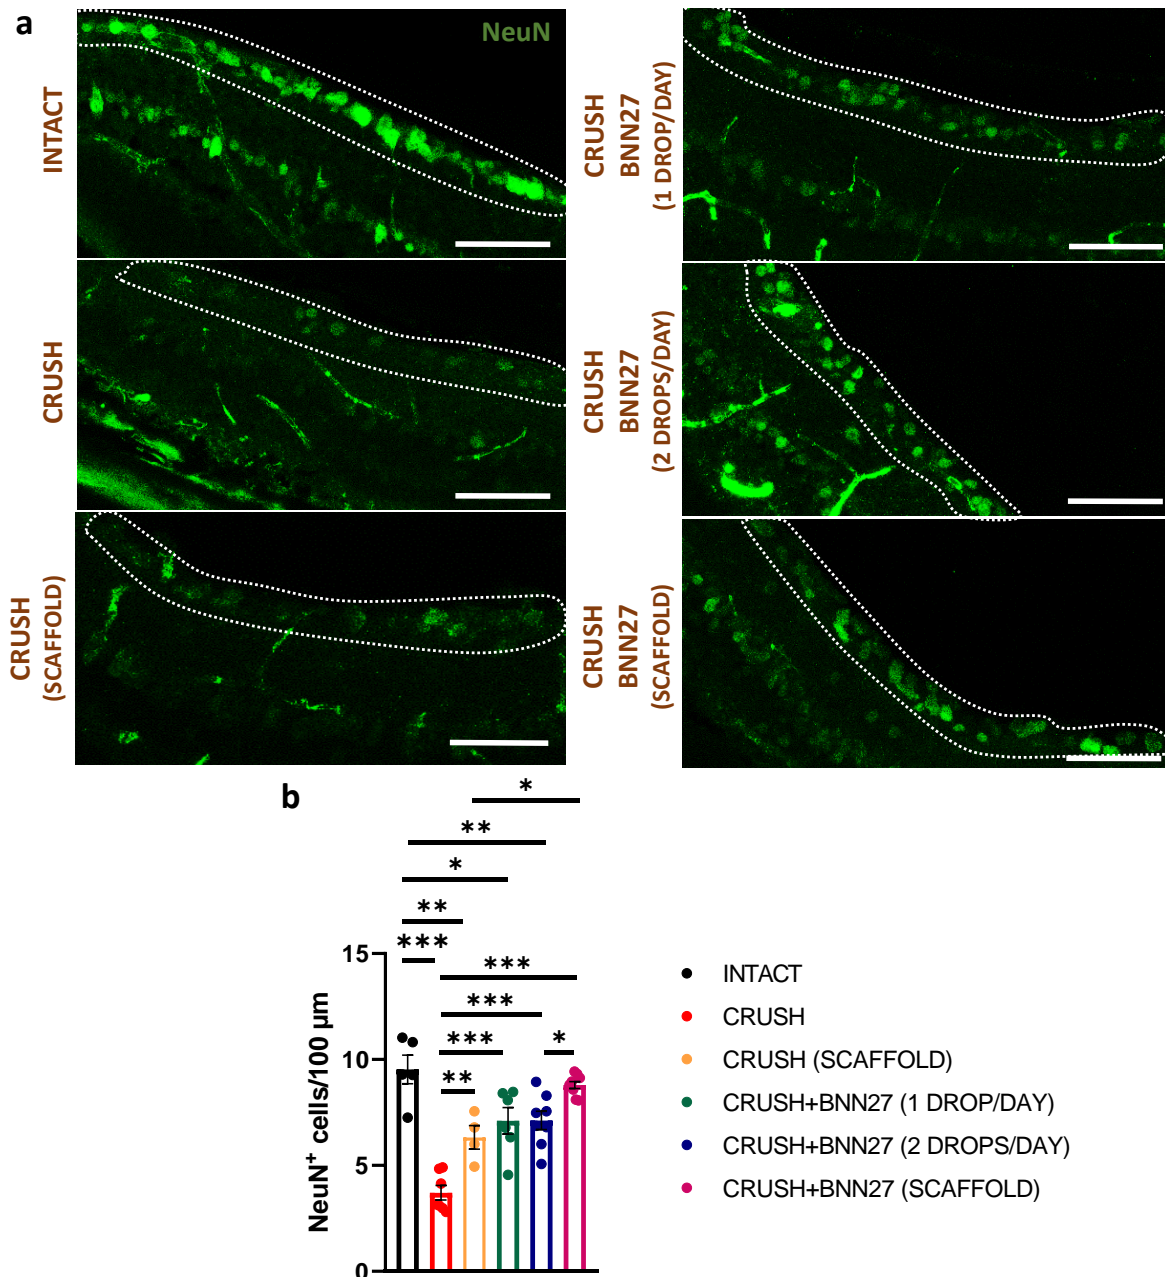 a
NeuN
INTACT
CRUSH
CRUSH
(SCAFFOLD)
CRUSH
BNN27
(1 DROP/DAY)
CRUSH
BNN27
(2 DROPS/DAY)
CRUSH
BNN27
(SCAFFOLD)
b
*
**
*
**
***
***
***
***
*
**
15
10
5
0
NeuN⁺ cells/100 µm
INTACT
CRUSH
CRUSH (SCAFFOLD)
CRUSH+BNN27 (1 DROP/DAY)
CRUSH+BNN27 (2 DROPS/DAY)
CRUSH+BNN27 (SCAFFOLD)